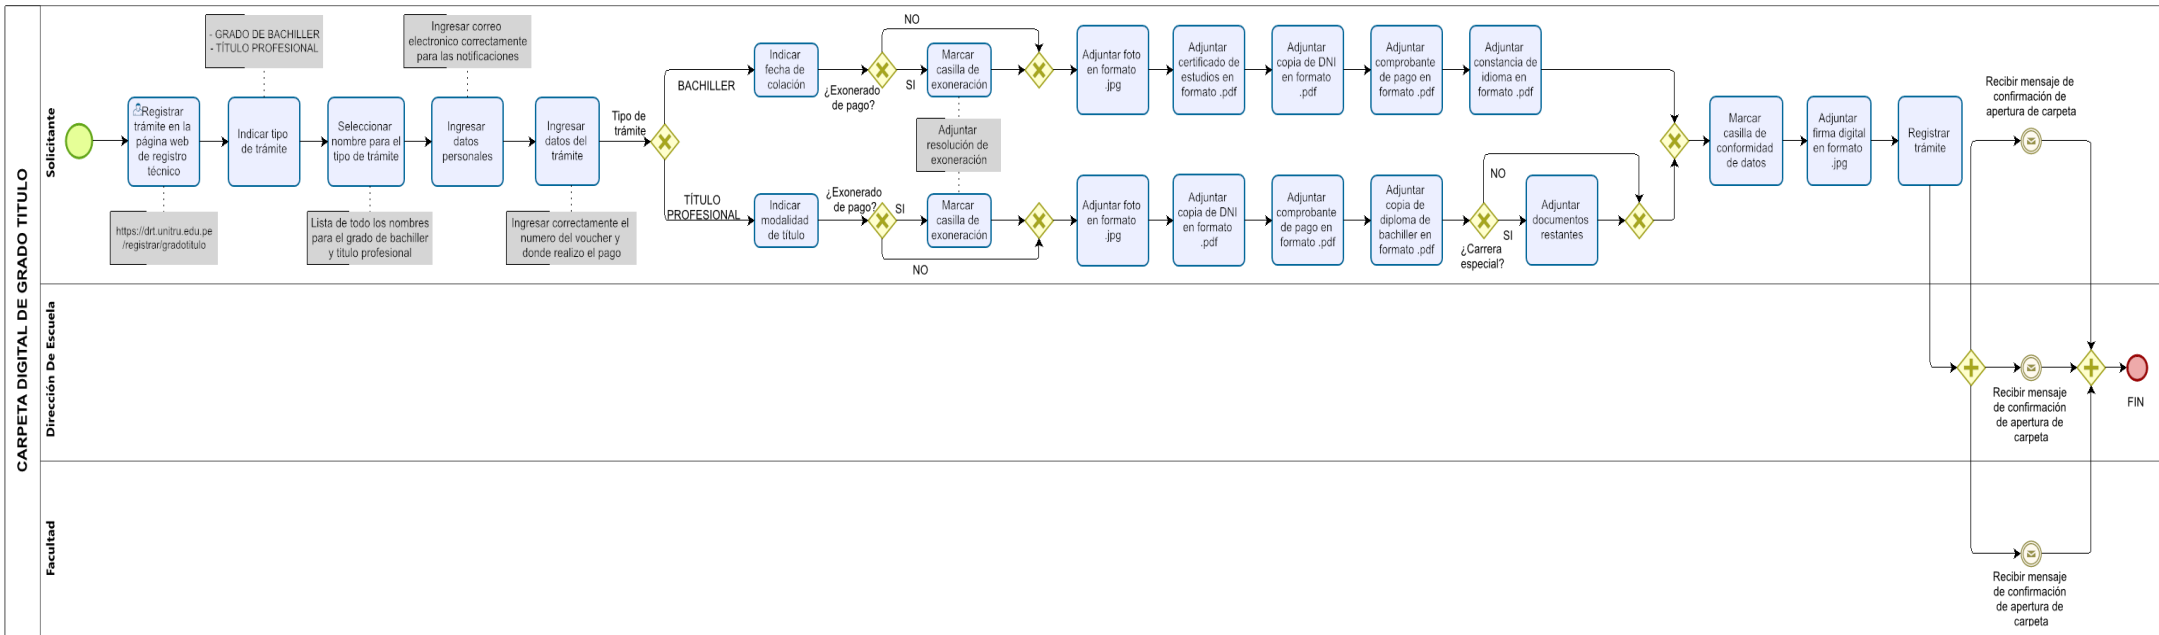 CARPETA DIGITAL DE GRADO TITULO
Solicitante
Registrar
trámite en la
página web
de registro
técnico
https://drt.unitru.edu.pe
/registrar/gradotitulo
- GRADO DE BACHILLER
- TÍTULO PROFESIONAL
Indicar tipo
de trámite
Seleccionar
nombre para el
tipo de trámite
Lista de todo los nombres
para el grado de bachiller
y título profesional
Ingresar correo
electronico correctamente
para las notificaciones
Ingresar
datos
personales
Ingresar
datos del
trámite
Ingresar correctamente el
numero del voucher y
donde realizo el pago
Tipo de
trámite
BACHILLER
Indicar
fecha de
colación
¿Exonerado
de pago?
NO
SI
Marcar
casilla de
exoneración
Adjuntar
resolución de
exoneración
Adjuntar foto
en formato
.jpg
Adjuntar
certificado de
estudios en
formato .pdf
Adjuntar
copia de DNI
en formato
.pdf
Adjuntar
comprobante
de pago en
formato .pdf
Adjuntar
constancia de
idioma en
formato .pdf
TÍTULO
PROFESIONAL
Indicar
modalidad
de título
¿Exonerado
de pago?
SI
NO
Marcar
casilla de
exoneración
Adjuntar foto
en formato
.jpg
Adjuntar
copia de DNI
en formato
.pdf
Adjuntar
comprobante
de pago en
formato .pdf
Adjuntar
copia de
diploma de
bachiller en
formato .pdf
¿Carrera
especial?
NO
SI
Adjuntar
documentos
restantes
Marcar
casilla de
conformidad
de datos
Adjuntar
firma digital
en formato
.jpg
Registrar
trámite
Recibir mensaje de
confirmación de
apertura de carpeta
Dirección De Escuela
Recibir mensaje
de confirmación
de apertura de
carpeta
FIN
Facultad
Recibir mensaje
de confirmación
de apertura de
carpeta